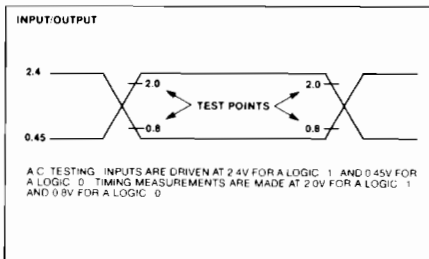 INPUT/OUTPUT
2.4
2.0
2.0
TEST POINTS
0.8
0.8
0.45
A C TESTING INPUTS ARE DRIVEN AT 2 4V FOR A LOGIC 1 AND 0 45V FOR
A LOGIC 0 TIMING MEASUREMENTS ARE MADE AT 2 0V FOR A LOGIC 1
AND 0 8V FOR A LOGIC 0